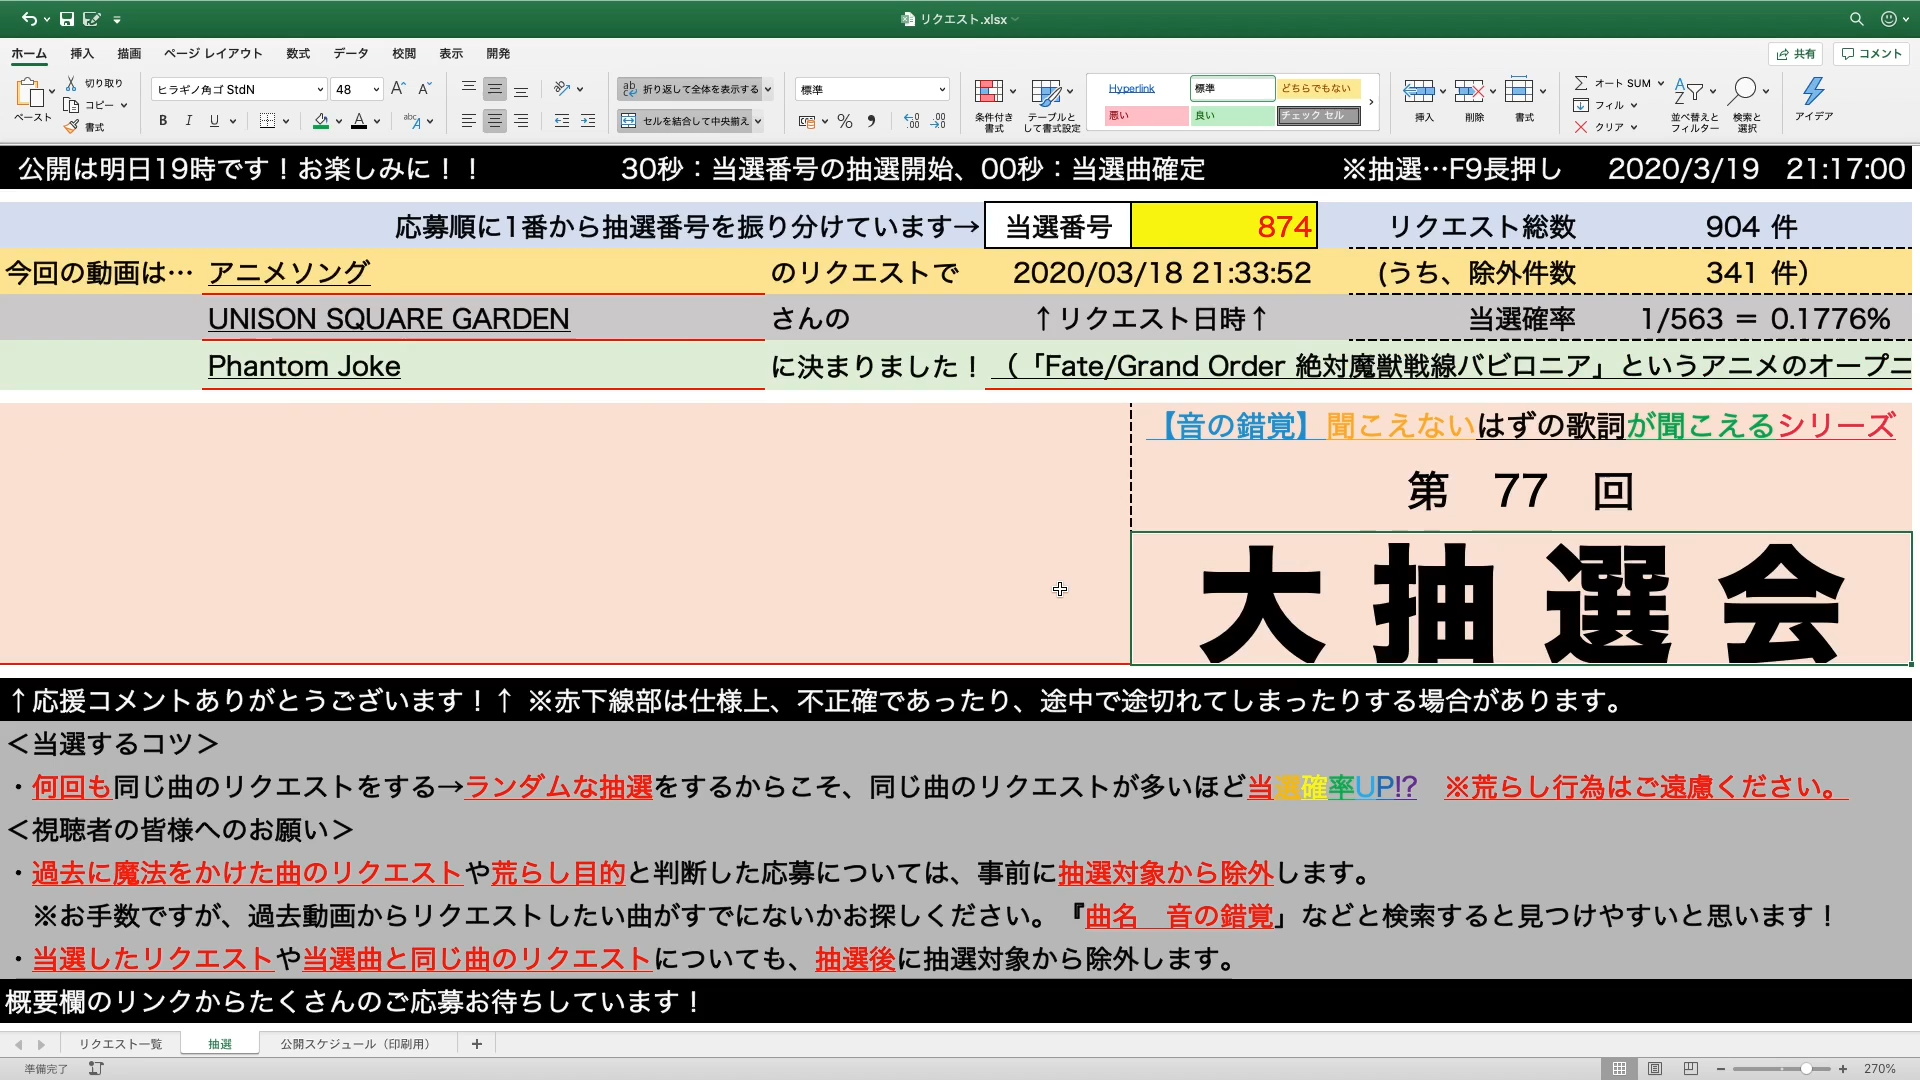 リクエスト.xlsx
ホーム 挿入 描画 ページ レイアウト 数式 データ 校閲 表示 開発 共有 コメント
ペースト 切り取り コピー 書式
ヒラギノ角ゴ StdN 48
B I U
折り返して全体を表示する
セルを結合して中央揃え
標準
条件付き書式 テーブルとして書式設定
Hyperlink 標準 どちらでもない
悪い 良い チェック セル
挿入 削除 書式
オート SUM
フィル
クリア
並べ替えとフィルター 検索と選択 アイデア
公開は明日19時です！お楽しみに！！ 30秒：当選番号の抽選開始、00秒：当選曲確定 ※抽選…F9長押し 2020/3/19 21:17:00
応募順に1番から抽選番号を振り分けています→ 当選番号 874 リクエスト総数 904 件
今回の動画は… アニメソング のリクエストで 2020/03/18 21:33:52 (うち、除外件数 341 件）
UNISON SQUARE GARDEN さんの ↑リクエスト日時↑ 当選確率 1/563 ＝ 0.1776%
Phantom Joke に決まりました！ （「Fate/Grand Order 絶対魔獣戦線バビロニア」というアニメのオープニ
【音の錯覚】聞こえないはずの歌詞が聞こえるシリーズ
第 77 回
大抽選会
↑応援コメントありがとうございます！↑ ※赤下線部は仕様上、不正確であったり、途中で途切れてしまったりする場合があります。
＜当選するコツ＞
・何回も同じ曲のリクエストをする→ランダムな抽選をするからこそ、同じ曲のリクエストが多いほど当選確率UP!? ※荒らし行為はご遠慮ください。
＜視聴者の皆様へのお願い＞
・過去に魔法をかけた曲のリクエストや荒らし目的と判断した応募については、事前に抽選対象から除外します。
※お手数ですが、過去動画からリクエストしたい曲がすでにないかお探しください。『曲名　音の錯覚」などと検索すると見つけやすいと思います！
・当選したリクエストや当選曲と同じ曲のリクエストについても、抽選後に抽選対象から除外します。
概要欄のリンクからたくさんのご応募お待ちしています！
リクエスト一覧 抽選 公開スケジュール（印刷用） +
準備完了 270%